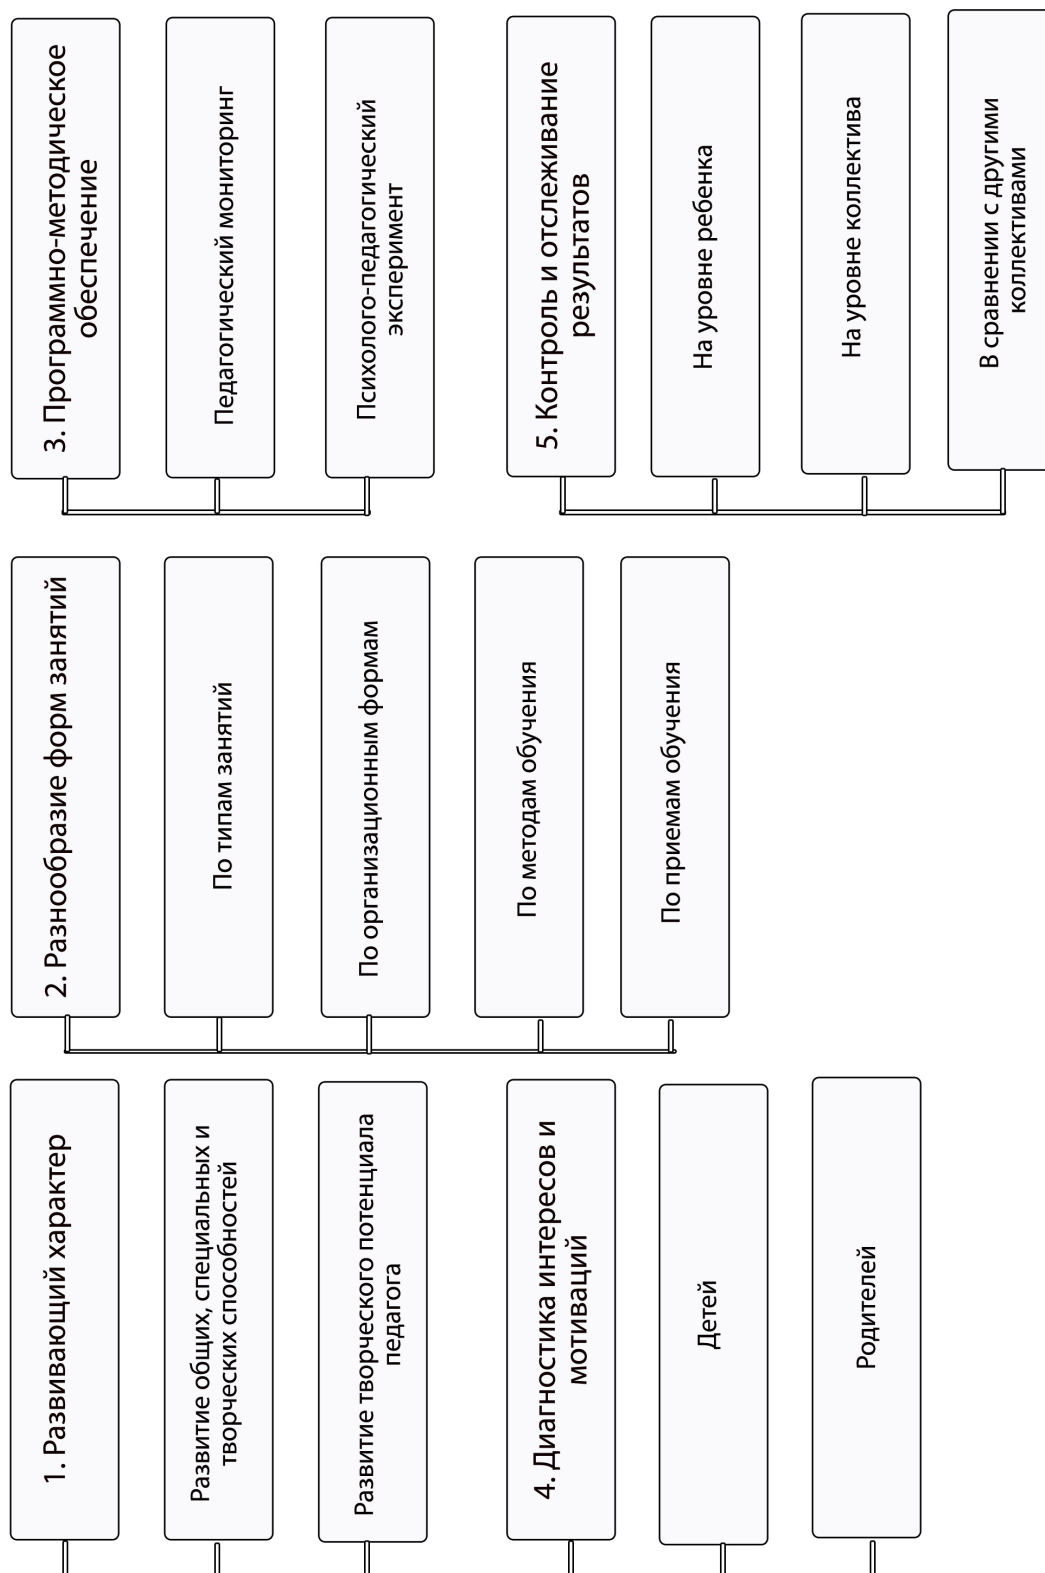 1. Развивающий характер
Развитие общих, специальных и
творческих способностей
Развитие творческого потенциала
педагога
2. Разнообразие форм занятий
По типам занятий
По организационным формам
По методам обучения
По приемам обучения
3. Программно-методическое
обеспечение
Педагогический мониторинг
Психолого-педагогический
эксперимент
4. Диагностика интересов и
мотиваций
Детей
Родителей
5. Контроль и отслеживание
результатов
На уровне ребенка
На уровне коллектива
В сравнении с другими
коллективами